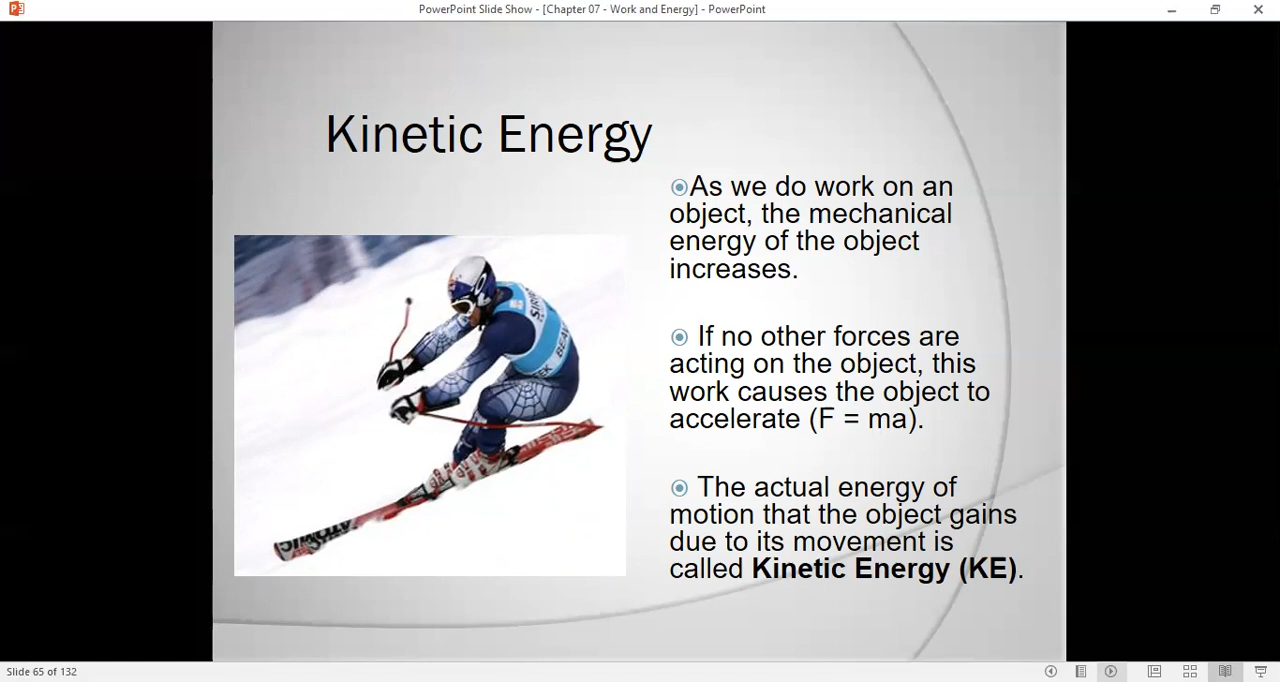 PowerPoint Slide Show - [Chapter 07 - Work and Energy] - PowerPoint
Kinetic Energy
As we do work on an
object, the mechanical
energy of the object
increases.
If no other forces are
acting on the object, this
work causes the object to
accelerate (F = ma).
The actual energy of
motion that the object gains
due to its movement is
called Kinetic Energy (KE).
ATOMIC
Slide 65 of 132